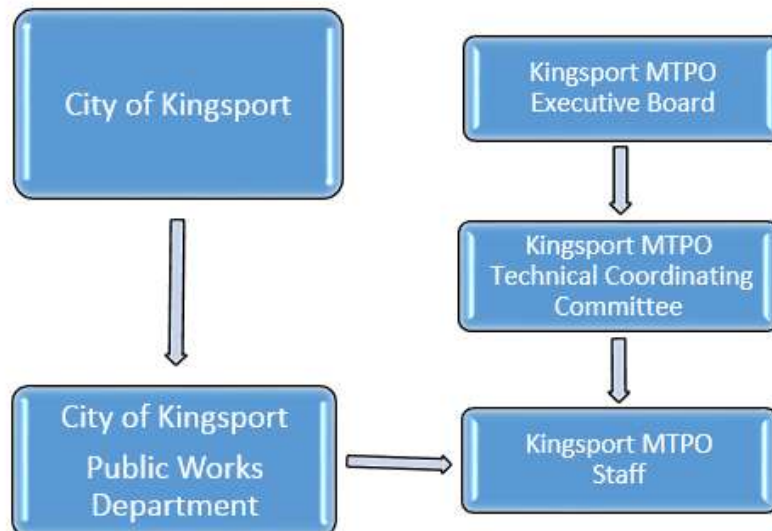 City of Kingsport
Kingsport MTPO
Executive Board
Kingsport MTPO
Technical Coordinating
Committee
City of Kingsport
Public Works
Department
Kingsport MTPO
Staff